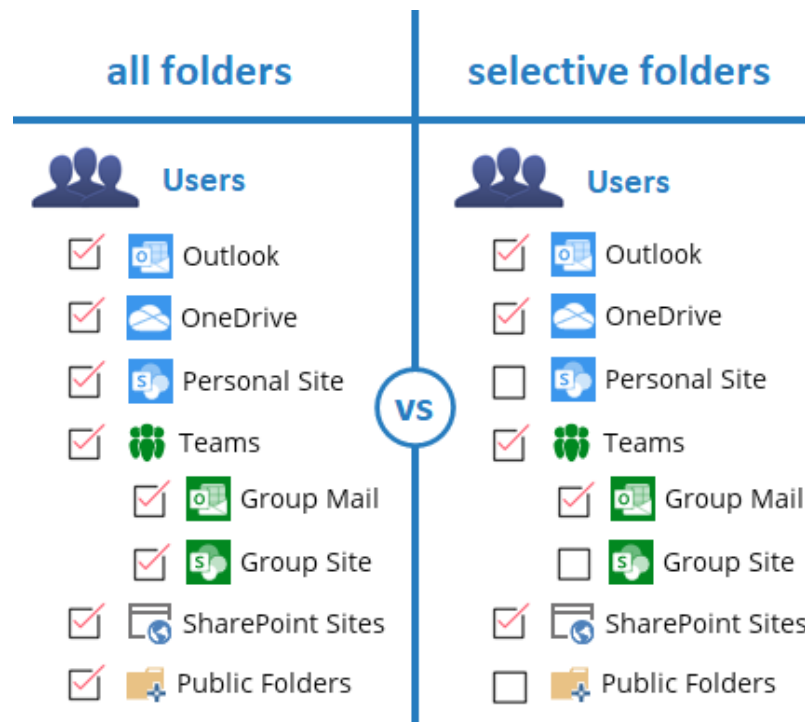 all folders
selective folders
Users
Outlook
OneDrive
Personal Site
Teams
Group Mail
Group Site
SharePoint Sites
Public Folders
vs
Users
Outlook
OneDrive
Personal Site
Teams
Group Mail
Group Site
SharePoint Sites
Public Folders